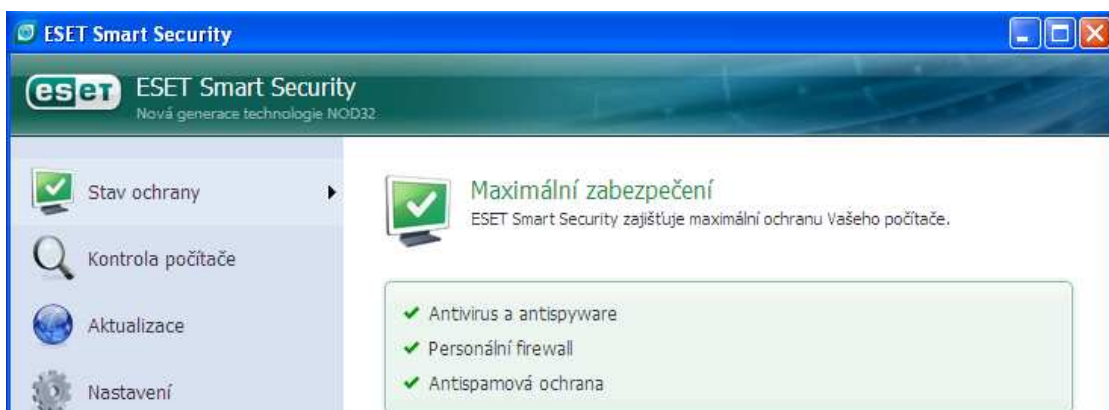 ESET Smart Security
eset ESET Smart Security
Nová generace technologie NOD32
Stav ochrany
Kontrola počítače
Aktualizace
Nastavení
Maximální zabezpečení
ESET Smart Security zajišťuje maximální ochranu Vašeho počítače.
Antivirus a antispyware
Personální firewall
Antispamová ochrana